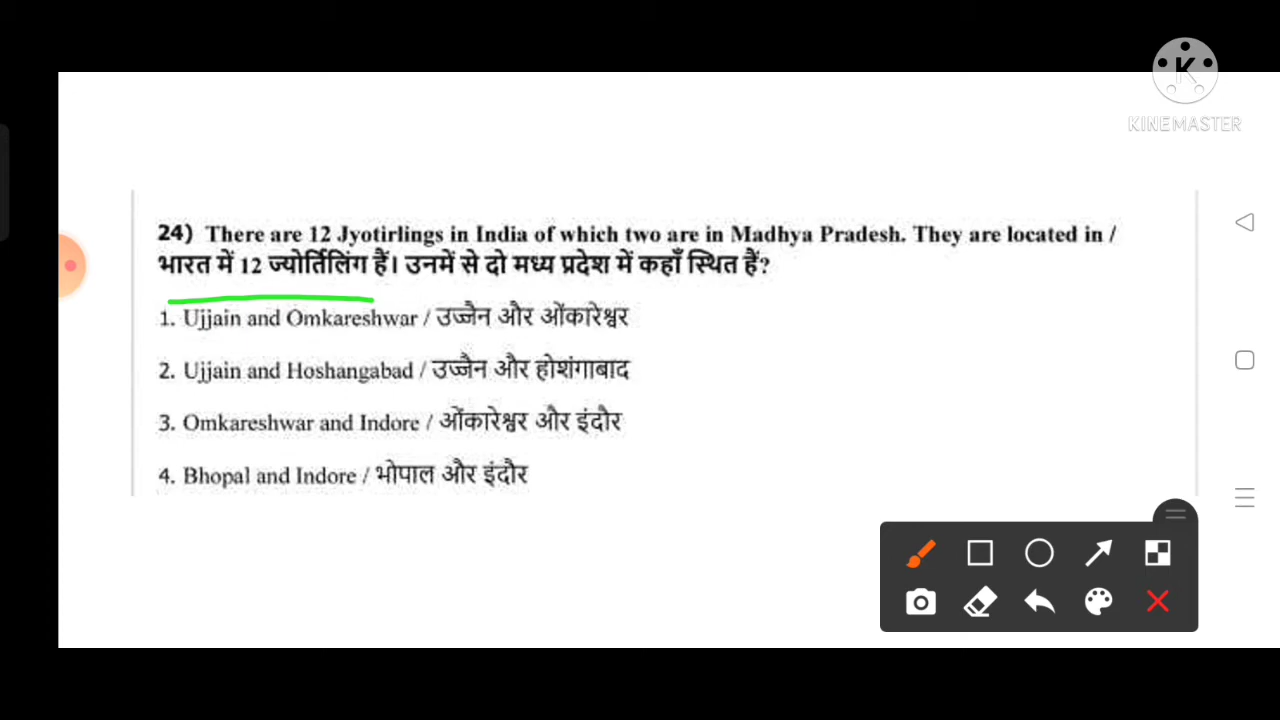 KINEMASTER
24) There are 12 Jyotirlings in India of which two are in Madhya Pradesh. They are located in /
भारत में 12 ज्योर्तिलिंग हैं। उनमें से दो मध्य प्रदेश में कहाँ स्थित हैं?
1. Ujjain and Omkareshwar / उज्जैन और ओंकारेश्वर
2. Ujjain and Hoshangabad / उज्जैन और होशंगाबाद
3. Omkareshwar and Indore / ओंकारेश्वर और इंदौर
4. Bhopal and Indore / भोपाल और इंदौर